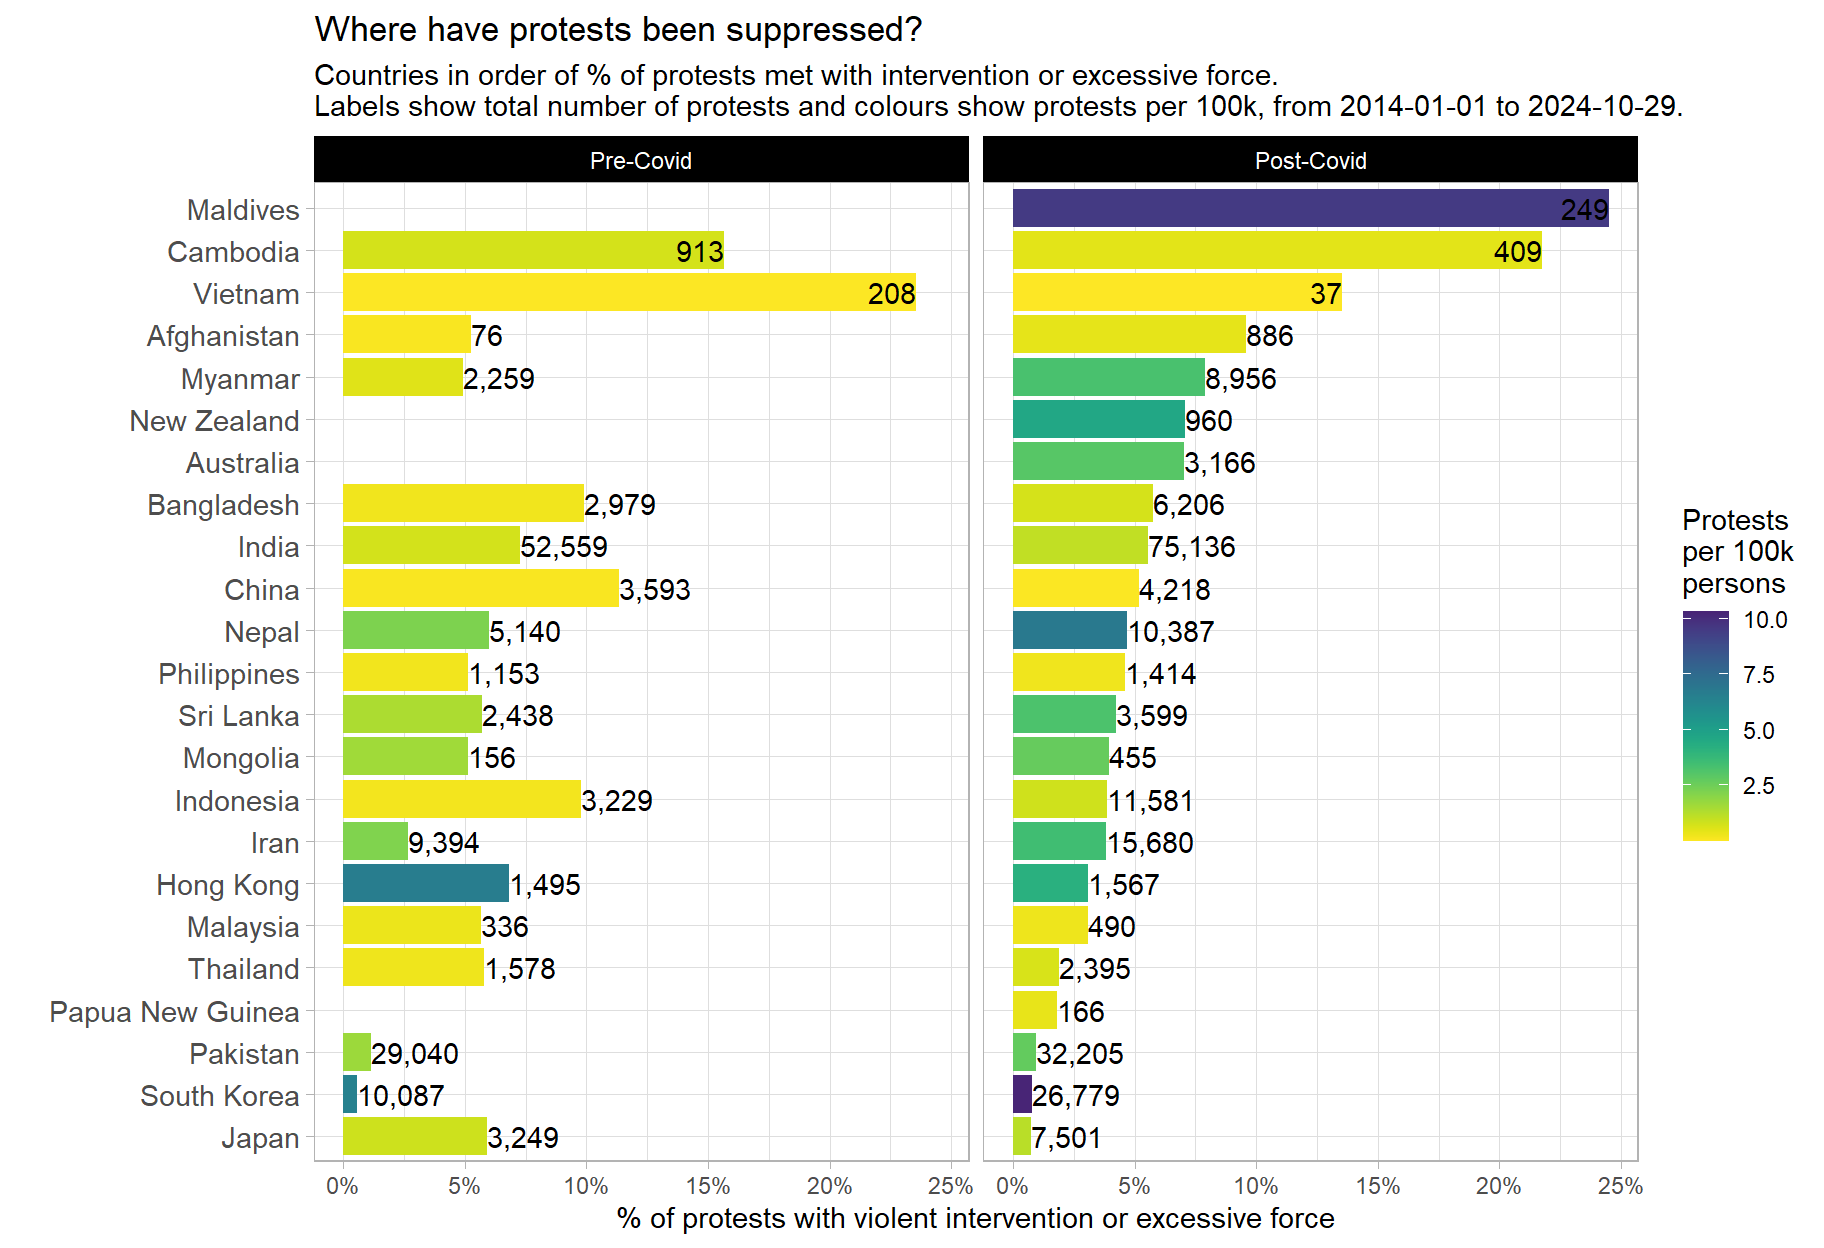 Where have protests been suppressed?
Countries in order of % of protests met with intervention or excessive force.
Labels show total number of protests and colours show protests per 100k, from 2014-01-01 to 2024-10-29.
Pre-Covid
Post-Covid
Maldives 249
Cambodia 913 409
Vietnam 208 37
Afghanistan 76 886
Myanmar 2,259 8,956
New Zealand 960
Australia 3,166
Bangladesh 2,979 6,206
India 52,559 75,136
China 3,593 4,218
Nepal 5,140 10,387
Philippines 1,153 1,414
Sri Lanka 2,438 3,599
Mongolia 156 455
Indonesia 3,229 11,581
Iran 9,394 15,680
Hong Kong 1,495 1,567
Malaysia 336 490
Thailand 1,578 2,395
Papua New Guinea 166
Pakistan 29,040 32,205
South Korea 10,087 26,779
Japan 3,249 7,501
0% 5% 10% 15% 20% 25%
0% 5% 10% 15% 20% 25%
% of protests with violent intervention or excessive force
Protests
per 100k
persons
10.0
7.5
5.0
2.5